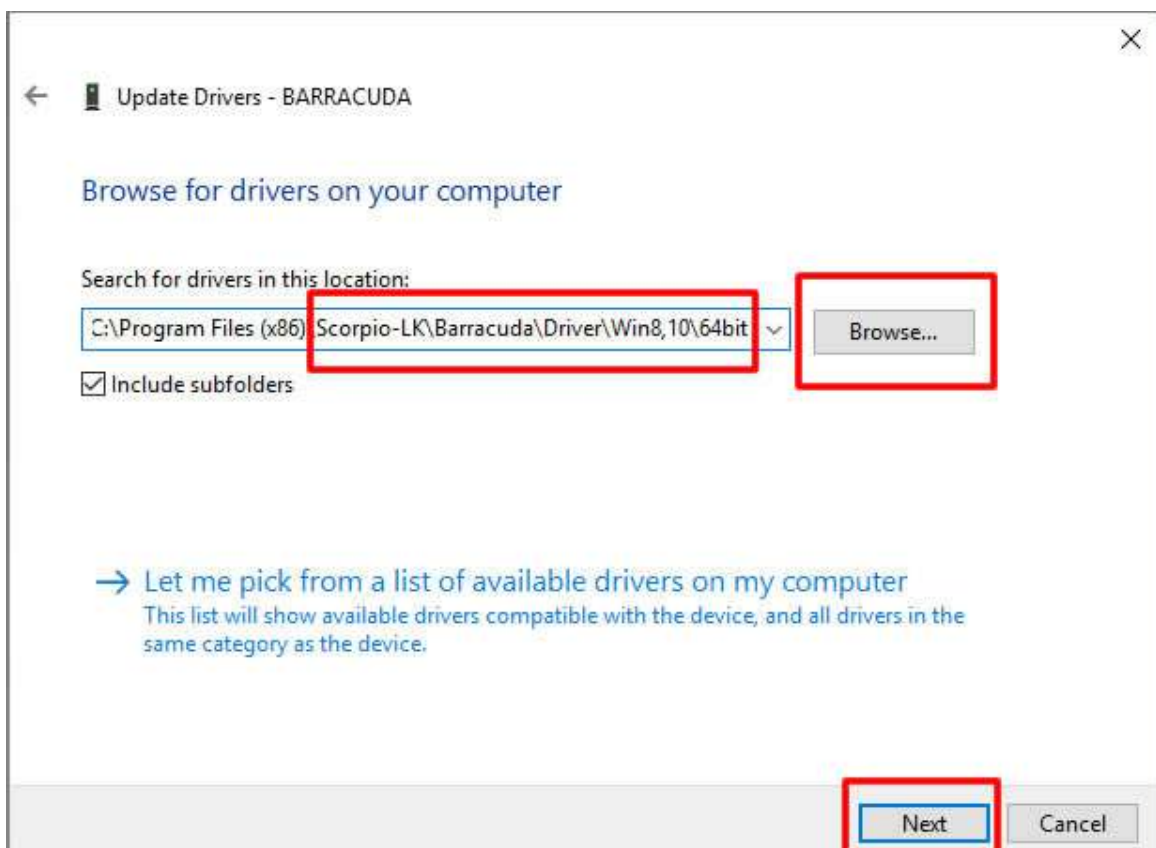 Update Drivers - BARRACUDA
Browse for drivers on your computer
Search for drivers in this location:
C:\Program Files (x86)\Scorpio-LK\Barracuda\Driver\Win8,10\64bit
Browse...
Include subfolders
Let me pick from a list of available drivers on my computer
This list will show available drivers compatible with the device, and all drivers in the
same category as the device.
Next
Cancel